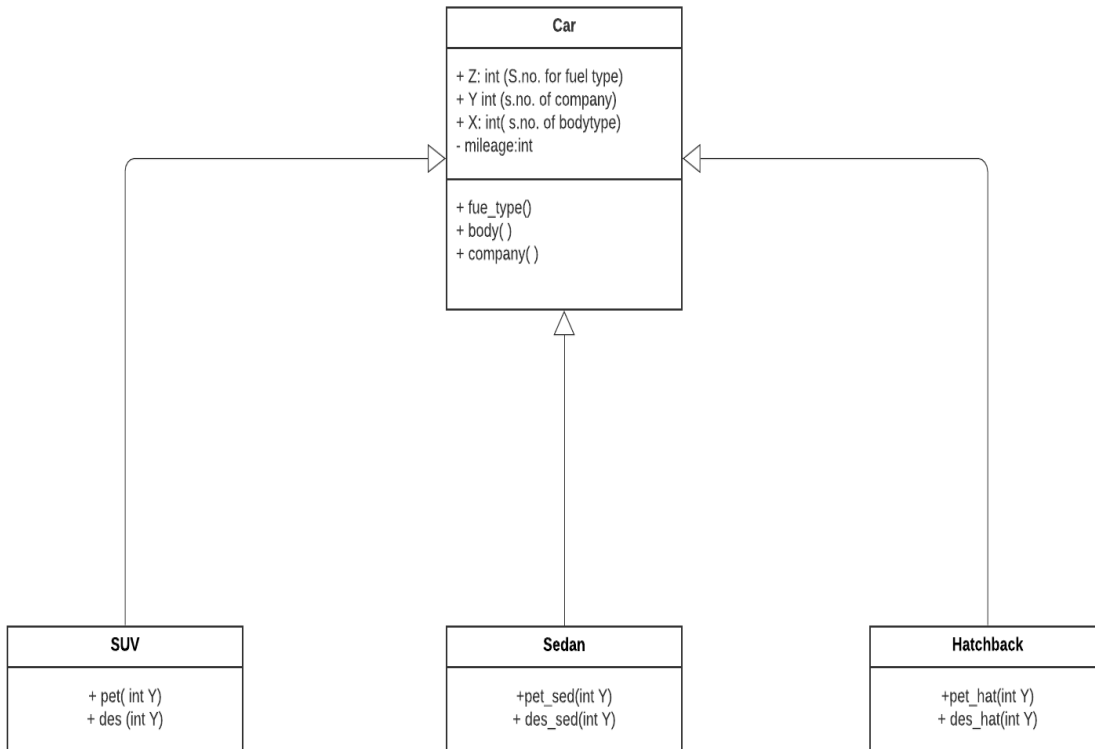 Car
+ Z: int (S.no. for fuel type)
+ Y int (s.no. of company)
+ X: int( s.no. of bodytype)
- mileage:int
+ fue_type()
+ body( )
+ company( )
SUV
+ pet( int Y)
+ des (int Y)
Sedan
+pet_sed(int Y)
+ des_sed(int Y)
Hatchback
+pet_hat(int Y)
+ des_hat(int Y)